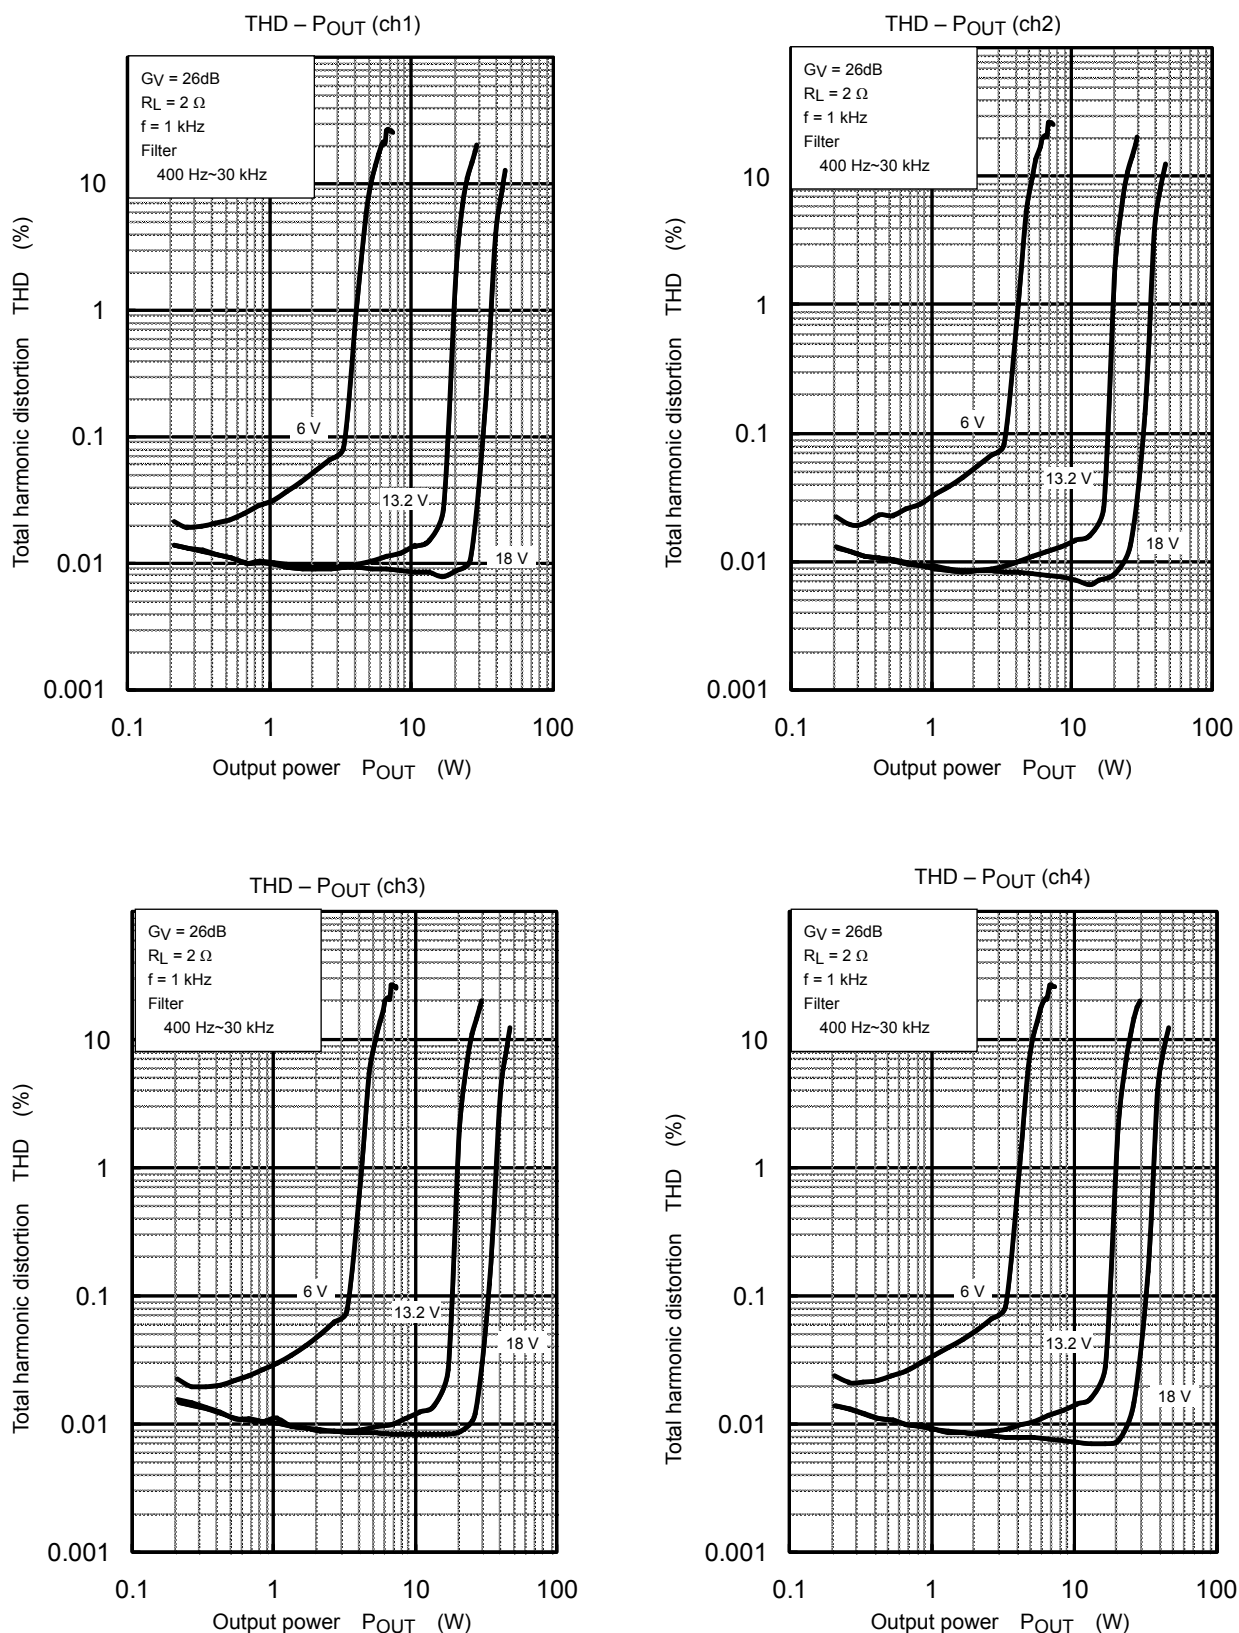 THD – POUT (ch1)
GV = 26dB
RL = 2 Ω
f = 1 kHz
Filter
400 Hz~30 kHz
Total harmonic distortion THD (%)
10
1
0.1
0.01
0.001
6 V
13.2 V
18 V
0.1 1 10 100
Output power POUT (W)
THD – POUT (ch2)
GV = 26dB
RL = 2 Ω
f = 1 kHz
Filter
400 Hz~30 kHz
Total harmonic distortion THD (%)
10
1
0.1
0.01
0.001
6 V
13.2 V
18 V
0.1 1 10 100
Output power POUT (W)
THD – POUT (ch3)
GV = 26dB
RL = 2 Ω
f = 1 kHz
Filter
400 Hz~30 kHz
Total harmonic distortion THD (%)
10
1
0.1
0.01
0.001
6 V
13.2 V
18 V
0.1 1 10 100
Output power POUT (W)
THD – POUT (ch4)
GV = 26dB
RL = 2 Ω
f = 1 kHz
Filter
400 Hz~30 kHz
Total harmonic distortion THD (%)
10
1
0.1
0.01
0.001
6 V
13.2 V
18 V
0.1 1 10 100
Output power POUT (W)